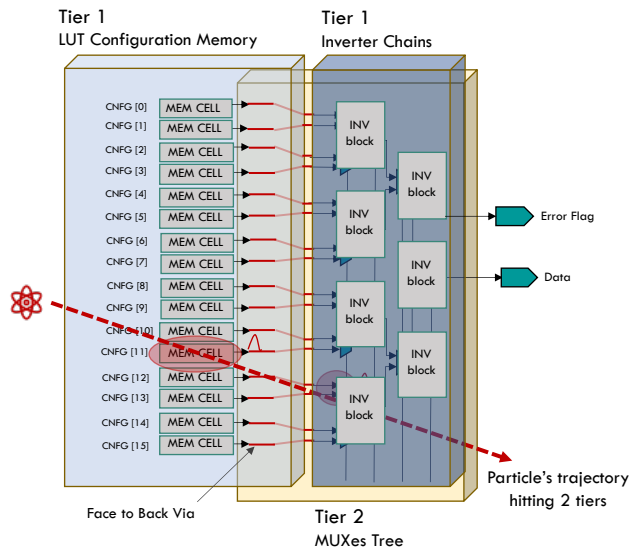 Tier 1
LUT Configuration Memory
Tier 1
Inverter Chains
CNFG [0] MEM CELL
CNFG [1] MEM CELL
CNFG [2] MEM CELL
CNFG [3] MEM CELL
CNFG [4] MEM CELL
CNFG [5] MEM CELL
CNFG [6] MEM CELL
CNFG [7] MEM CELL
CNFG [8] MEM CELL
CNFG [9] MEM CELL
CNFG [10] MEM CELL
CNFG [11] MEM CELL
CNFG [12] MEM CELL
CNFG [13] MEM CELL
CNFG [14] MEM CELL
CNFG [15] MEM CELL
INV
block
INV
block
INV
block
INV
block
INV
block
INV
block
INV
block
Error Flag
Data
Particle's trajectory
hitting 2 tiers
Face to Back Via
Tier 2
MUXes Tree